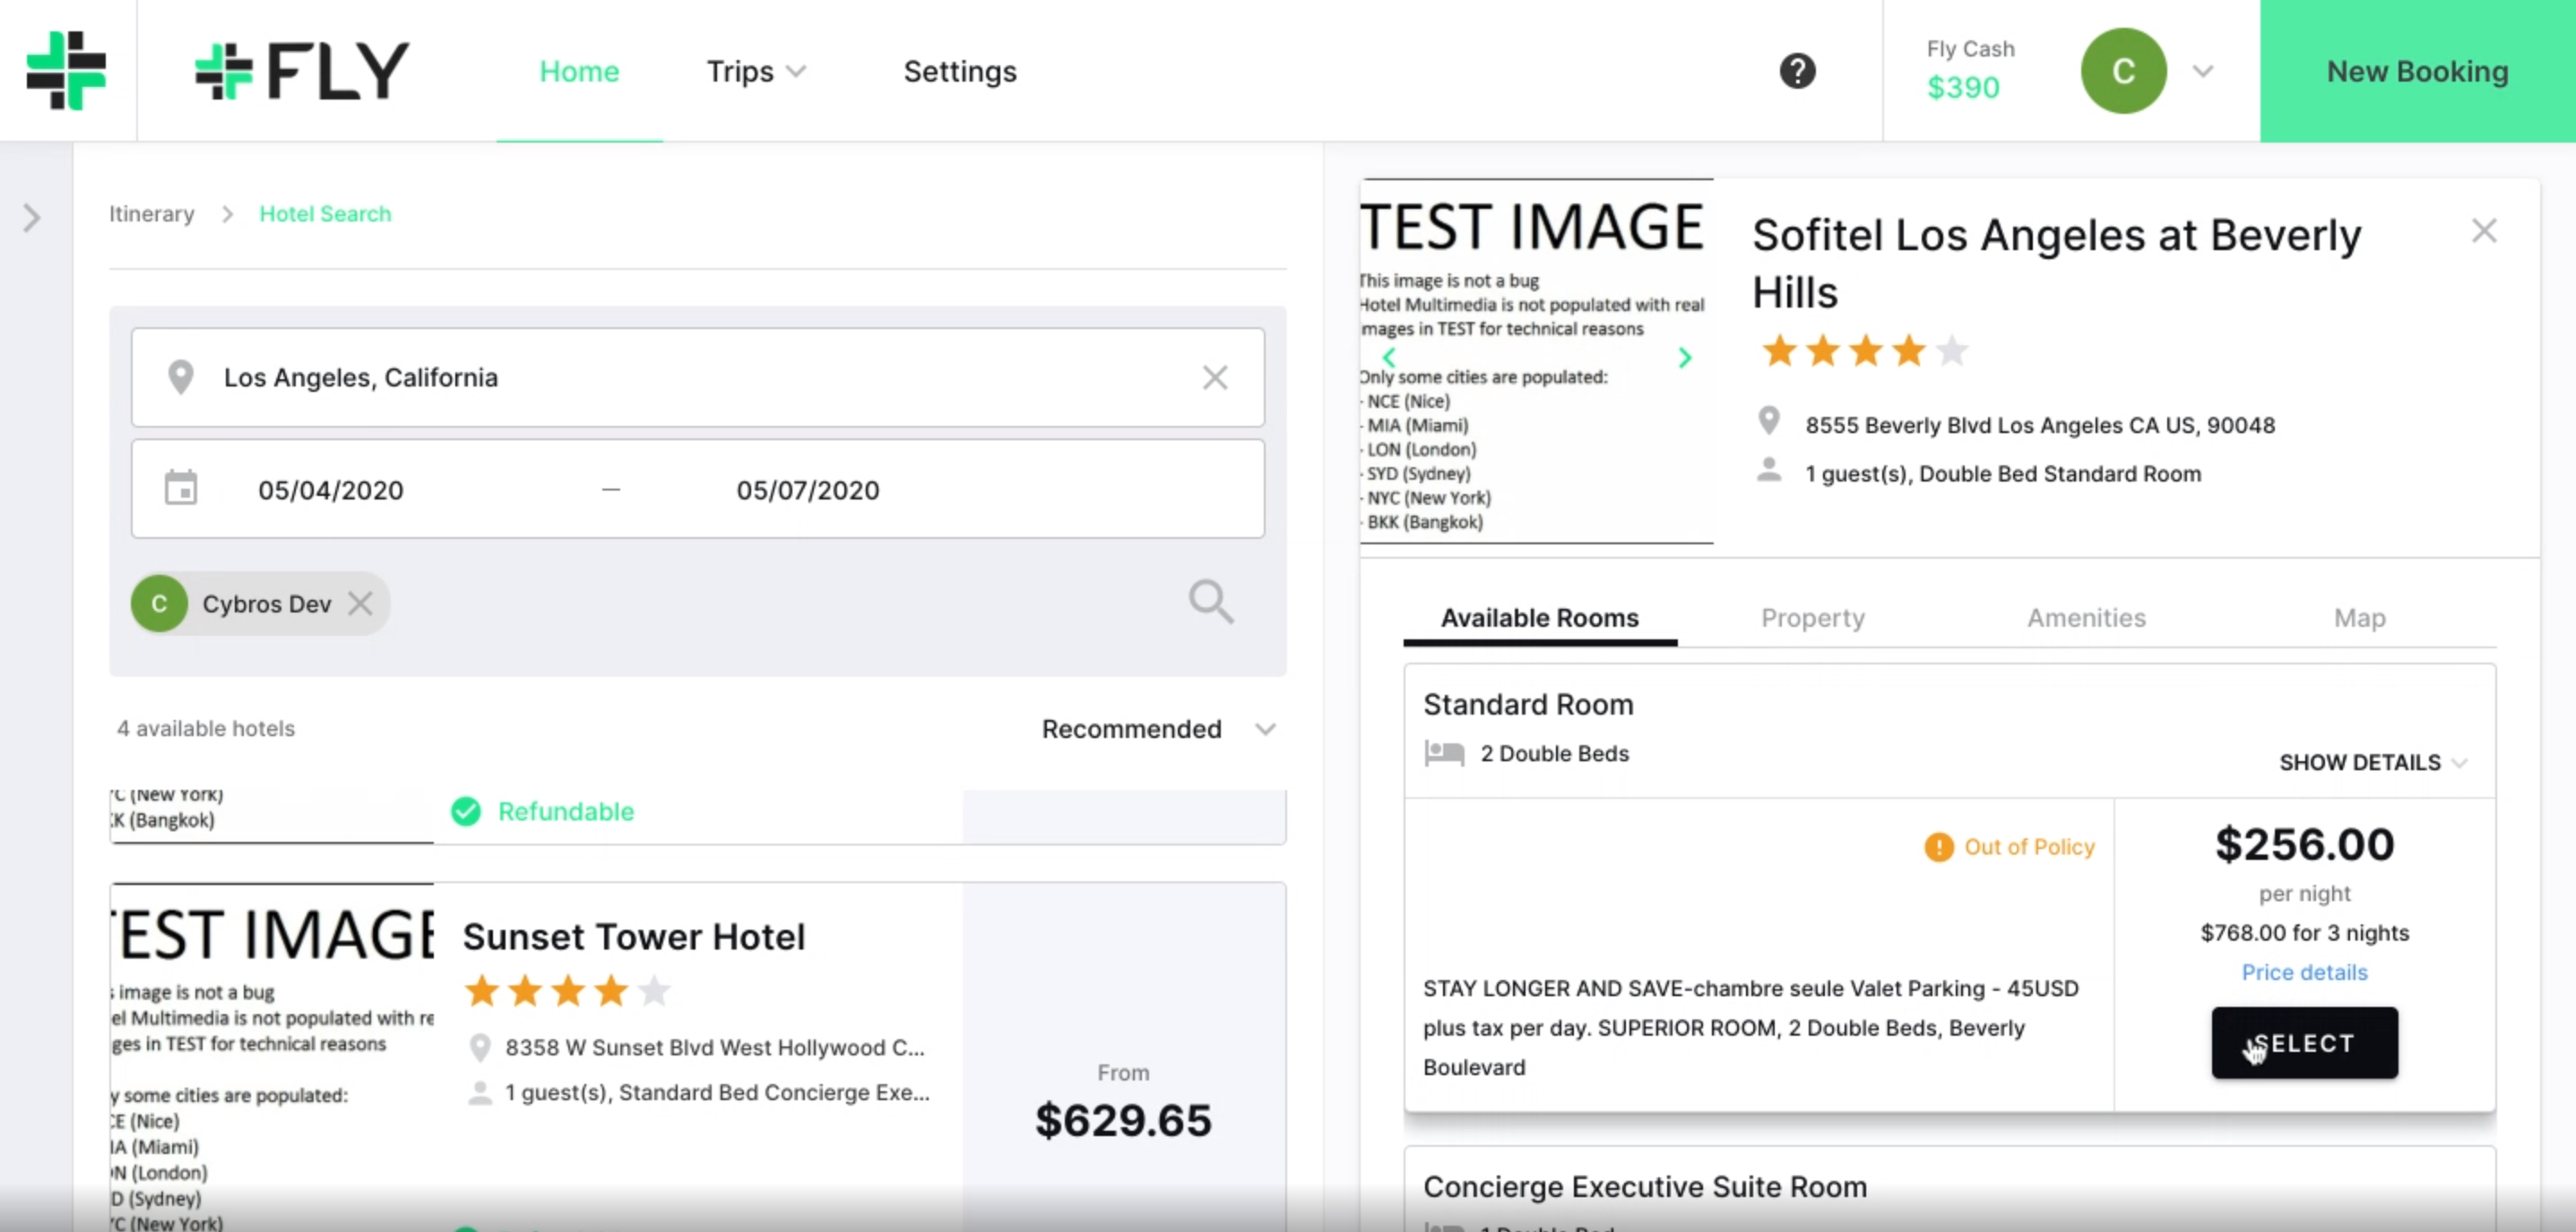 FLY
Home
Trips
Settings
?
Fly Cash
$390
C
New Booking
Itinerary
Hotel Search
Los Angeles, California
05/04/2020 – 05/07/2020
C
Cybros Dev
4 available hotels
Recommended
(New York)
(Bangkok)
Refundable
TEST IMAGE
image is not a bug
el Multimedia is not populated with re
ges in TEST for technical reasons
y some cities are populated:
CE (Nice)
IA (Miami)
ON (London)
D (Sydney)
'C (New York)
Sunset Tower Hotel
8358 W Sunset Blvd West Hollywood C...
1 guest(s), Standard Bed Concierge Exe...
From
$629.65
TEST IMAGE
This image is not a bug
Hotel Multimedia is not populated with real
mages in TEST for technical reasons
Only some cities are populated:
- NCE (Nice)
- MIA (Miami)
- LON (London)
- SYD (Sydney)
- NYC (New York)
- BKK (Bangkok)
Sofitel Los Angeles at Beverly
Hills
8555 Beverly Blvd Los Angeles CA US, 90048
1 guest(s), Double Bed Standard Room
Available Rooms
Property
Amenities
Map
Standard Room
2 Double Beds
SHOW DETAILS
Out of Policy
STAY LONGER AND SAVE-chambre seule Valet Parking - 45USD
plus tax per day. SUPERIOR ROOM, 2 Double Beds, Beverly
Boulevard
$256.00
per night
$768.00 for 3 nights
Price details
SELECT
Concierge Executive Suite Room